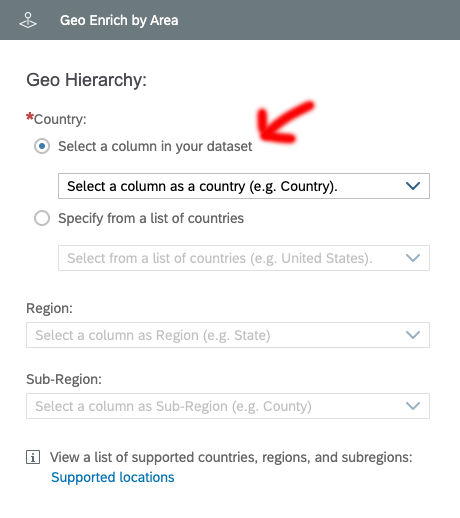 Geo Enrich by Area
Geo Hierarchy:
*Country:
Select a column in your dataset
Select a column as a country (e.g. Country).
Specify from a list of countries
Select from a list of countries (e.g. United States).
Region:
Select a column as Region (e.g. State)
Sub-Region:
Select a column as Sub-Region (e.g. County)
View a list of supported countries, regions, and subregions:
Supported locations